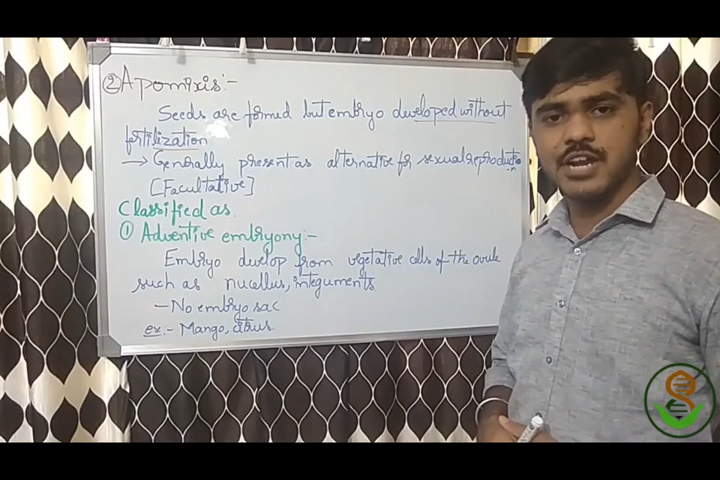 ② Apomixis:-
Seeds are formed but embryo developed without
fertilization
→ Generally present as alternative for sexual reproduction
[Facultative]
Classified as
① Adventive embryony:-
Embryo develop from vegetative cells of the ovule
such as nucellus, integuments
- No embryo sac
ex:- Mango, citrus